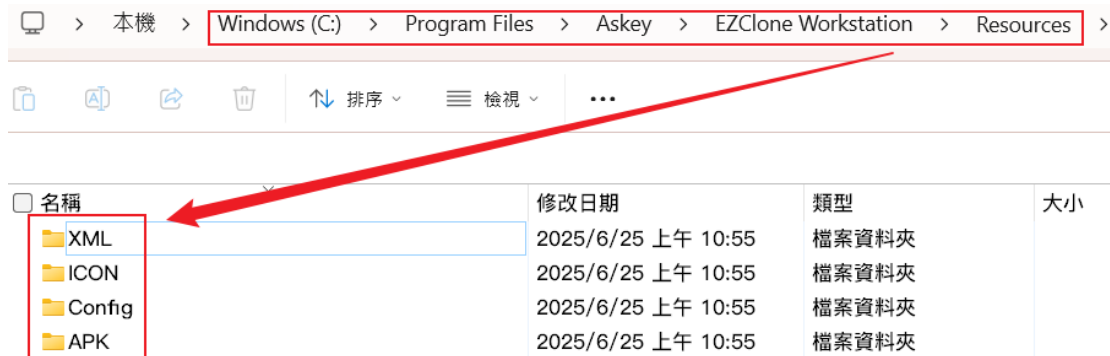 本機 > Windows (C:) > Program Files > Askey > EZClone Workstation > Resources >
排序 檢視 ...
名稱 修改日期 類型 大小
XML 2025/6/25 上午 10:55 檔案資料夾
ICON 2025/6/25 上午 10:55 檔案資料夾
Config 2025/6/25 上午 10:55 檔案資料夾
APK 2025/6/25 上午 10:55 檔案資料夾